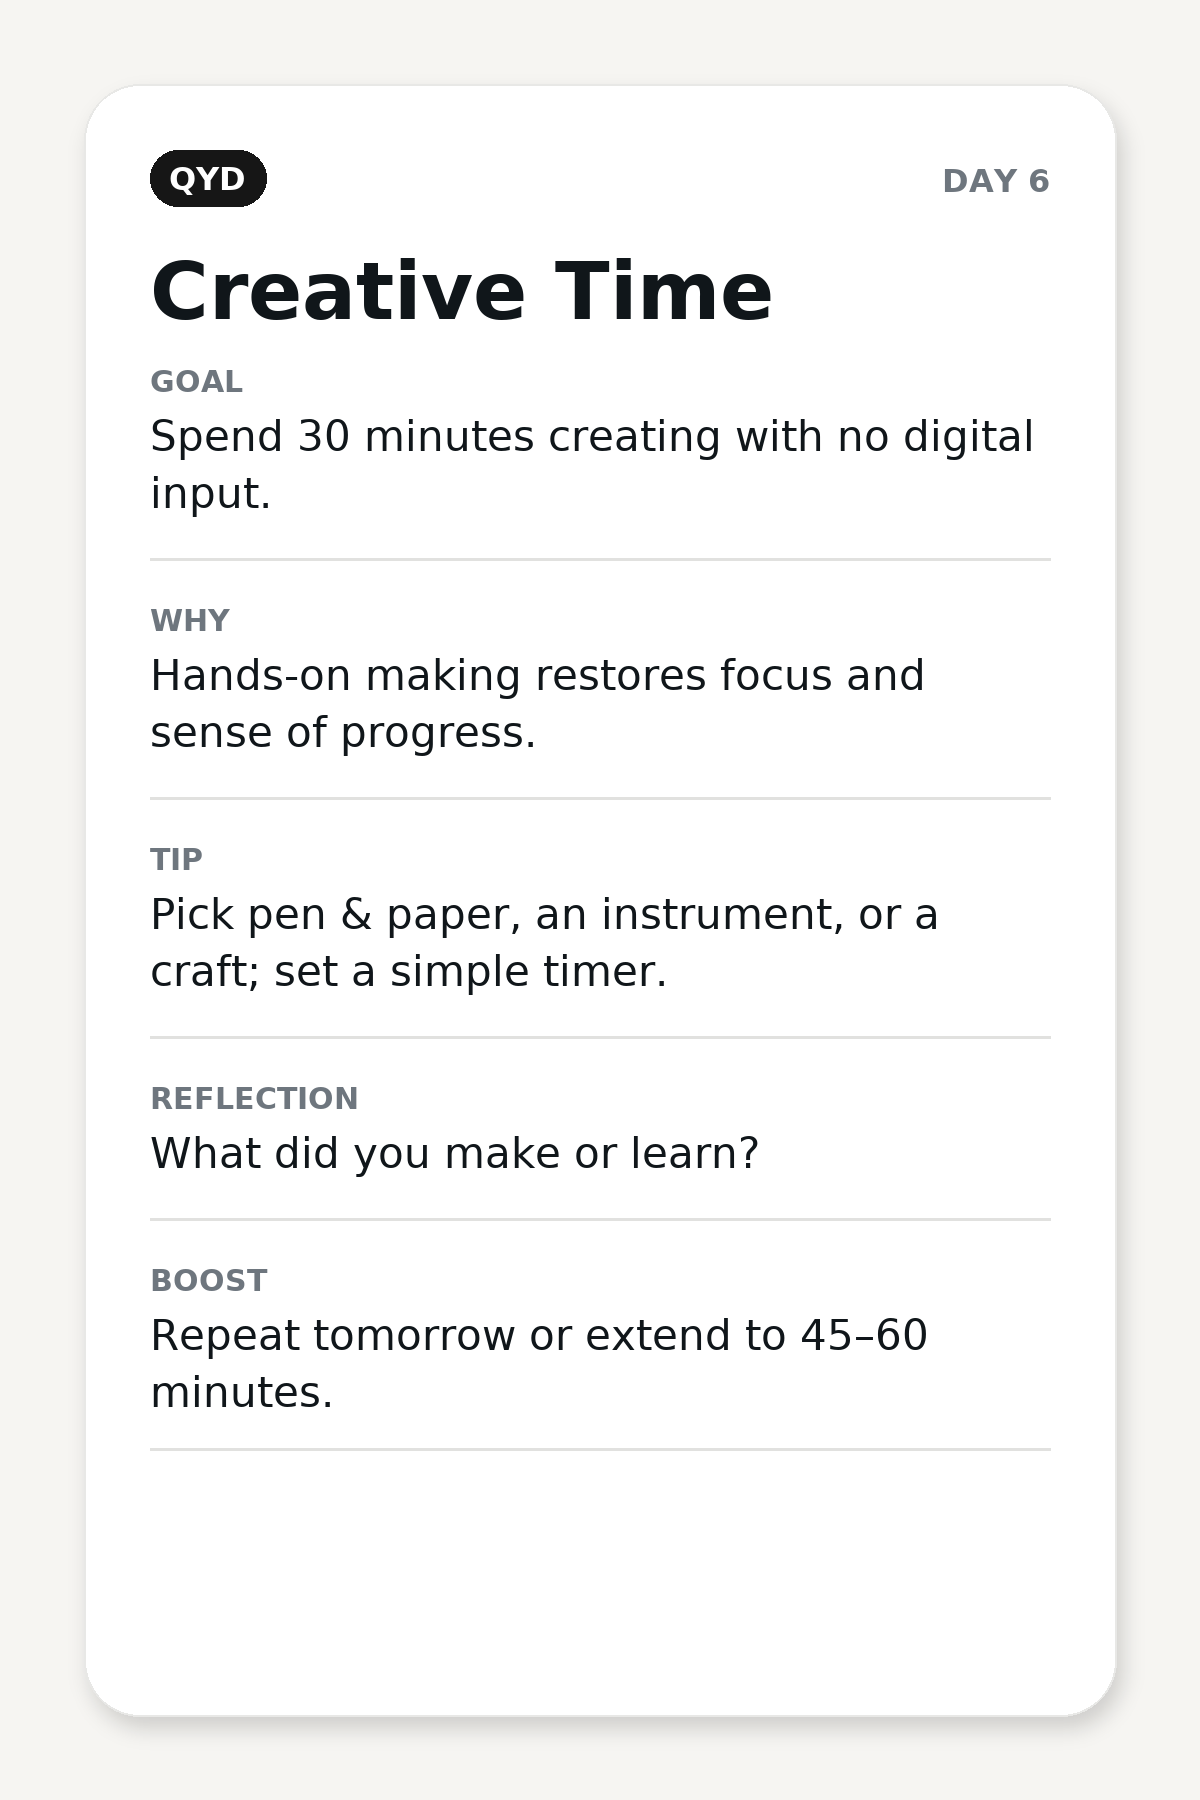 QYD
DAY 6
Creative Time
GOAL
Spend 30 minutes creating with no digital
input.
WHY
Hands-on making restores focus and
sense of progress.
TIP
Pick pen & paper, an instrument, or a
craft; set a simple timer.
REFLECTION
What did you make or learn?
BOOST
Repeat tomorrow or extend to 45–60
minutes.